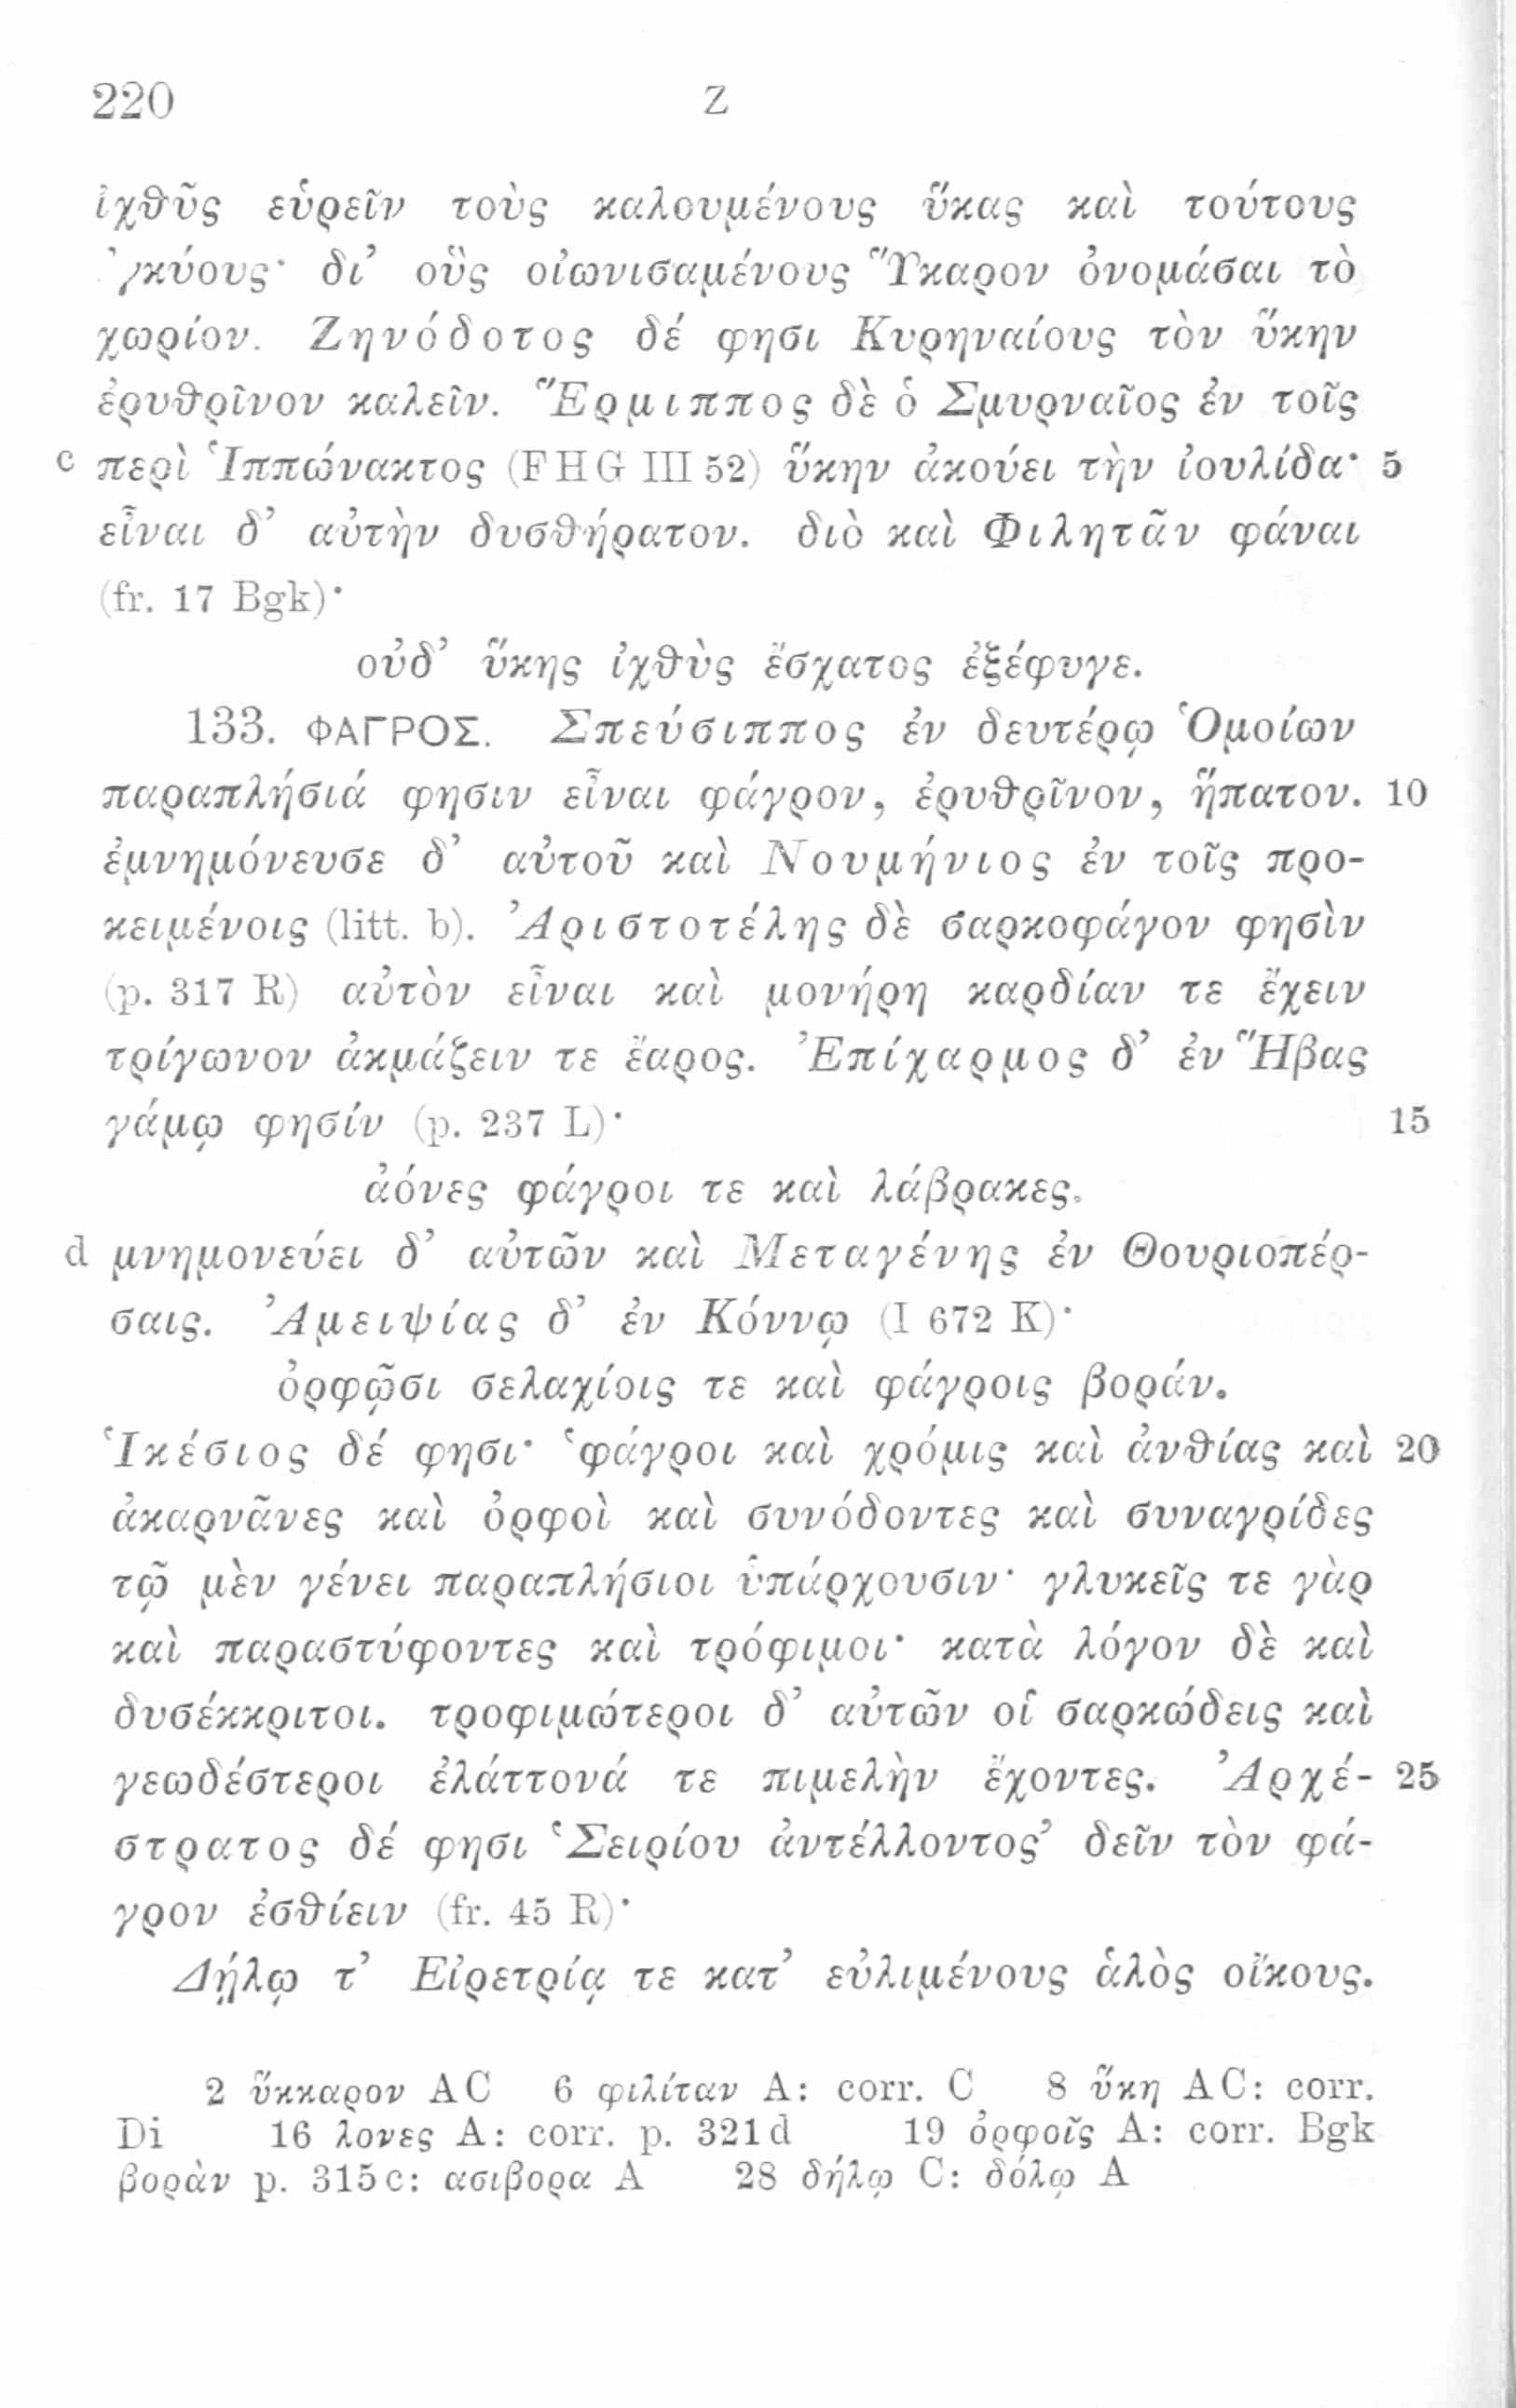 220 Z
ἰχθῦς εὑρεῖν τοὺς καλουμένους ὕκας καὶ τούτους
᾿γκύους· δι᾿ οὓς οἰωνισαμένους Ὕκαρον ὀνομάσαι τὸ
χωρίον. Ζηνόδοτος δέ φησι Κυρηναίους τὸν ὕκην
ἐρυθρῖνον καλεῖν. Ἕρμιππος δὲ ὁ Σμυρναῖος ἐν τοῖς
c περὶ Ἱππώνακτος (FHG III 52) ὕκην ἀκούει τὴν ἰουλίδα· 5
εἶναι δ᾿ αὐτὴν δυσθήρατον. διὸ καὶ Φιλητᾶν φάναι
(fr. 17 Bgk)·
οὐδ᾿ ὕκης ἰχθὺς ἔσχατος ἐξέφυγε.
133. ΦΑΓΡΟΣ. Σπεύσιππος ἐν δευτέρῳ Ὁμοίων
παραπλήσιά φησιν εἶναι φάγρον, ἐρυθρῖνον, ἥπατον. 10
ἐμνημόνευσε δ᾿ αὐτοῦ καὶ Νουμήνιος ἐν τοῖς προ-
κειμένοις (litt. b). Ἀριστοτέλης δὲ σαρκοφάγον φησὶν
(p. 317 R) αὐτὸν εἶναι καὶ μονήρη καρδίαν τε ἔχειν
τρίγωνον ἀκμάζειν τε ἔαρος. Ἐπίχαρμος δ᾿ ἐν Ἥβας
γάμῳ φησίν (p. 237 L)· 15
ἀόνες φάγροι τε καὶ λάβρακες.
d μνημονεύει δ᾿ αὐτῶν καὶ Μεταγένης ἐν Θουριοπέρ-
σαις. Ἀμειψίας δ᾿ ἐν Κόννῳ (I 672 K)·
ὀρφῷσι σελαχίοις τε καὶ φάγροις βοράν.
Ἱκέσιος δέ φησι· ῾φάγροι καὶ χρόμις καὶ ἀνθίας καὶ 20
ἀκαρνᾶνες καὶ ὀρφοὶ καὶ συνόδοντες καὶ συναγρίδες
τῷ μὲν γένει παραπλήσιοι ὑπάρχουσιν· γλυκεῖς τε γὰρ
καὶ παραστύφοντες καὶ τρόφιμοι· κατὰ λόγον δὲ καὶ
δυσέκκριτοι. τροφιμώτεροι δ᾿ αὐτῶν οἱ σαρκώδεις καὶ
γεωδέστεροι ἐλάττονά τε πιμελὴν ἔχοντες. Ἀρχέ- 25
στρατος δέ φησι ῾Σειρίου ἀντέλλοντος᾿ δεῖν τὸν φά-
γρον ἐσθίειν (fr. 45 R)·
Δήλῳ τ᾿ Εἰρετρίᾳ τε κατ᾿ εὐλιμένους ἁλὸς οἴκους.
2 ὕκκαρον AC 6 φιλίταν A: corr. C 8 ὕκη AC: corr.
Di 16 λονες A: corr. p. 321d 19 ὀρφοῖς A: corr. Bgk
βορὰν p. 315c: ασιβορα A 28 δήλῳ C: δόλῳ A